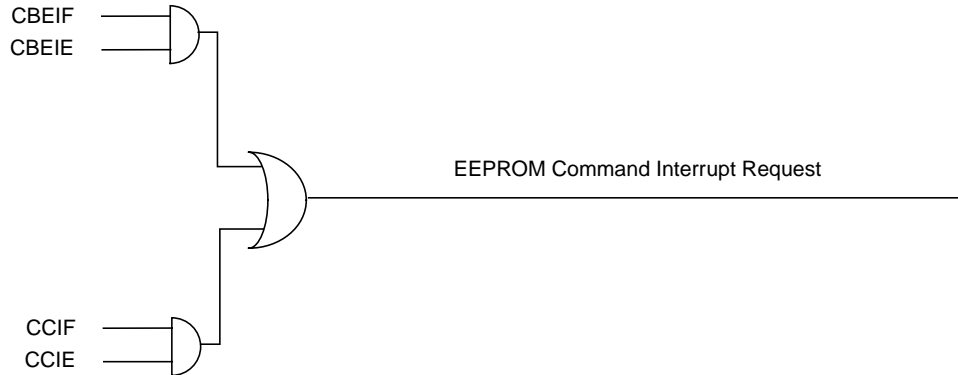 CBEIF
CBEIE
EEPROM Command Interrupt Request
CCIF
CCIE